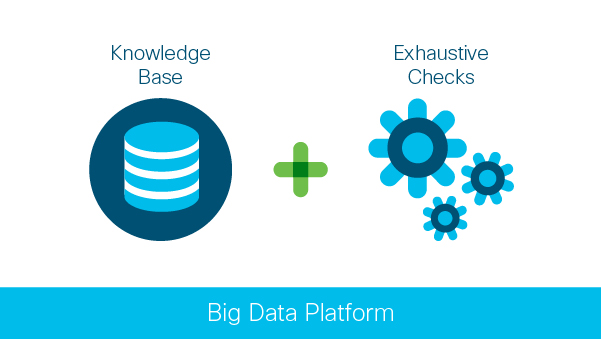 Knowledge
Base
Exhaustive
Checks
Big Data Platform